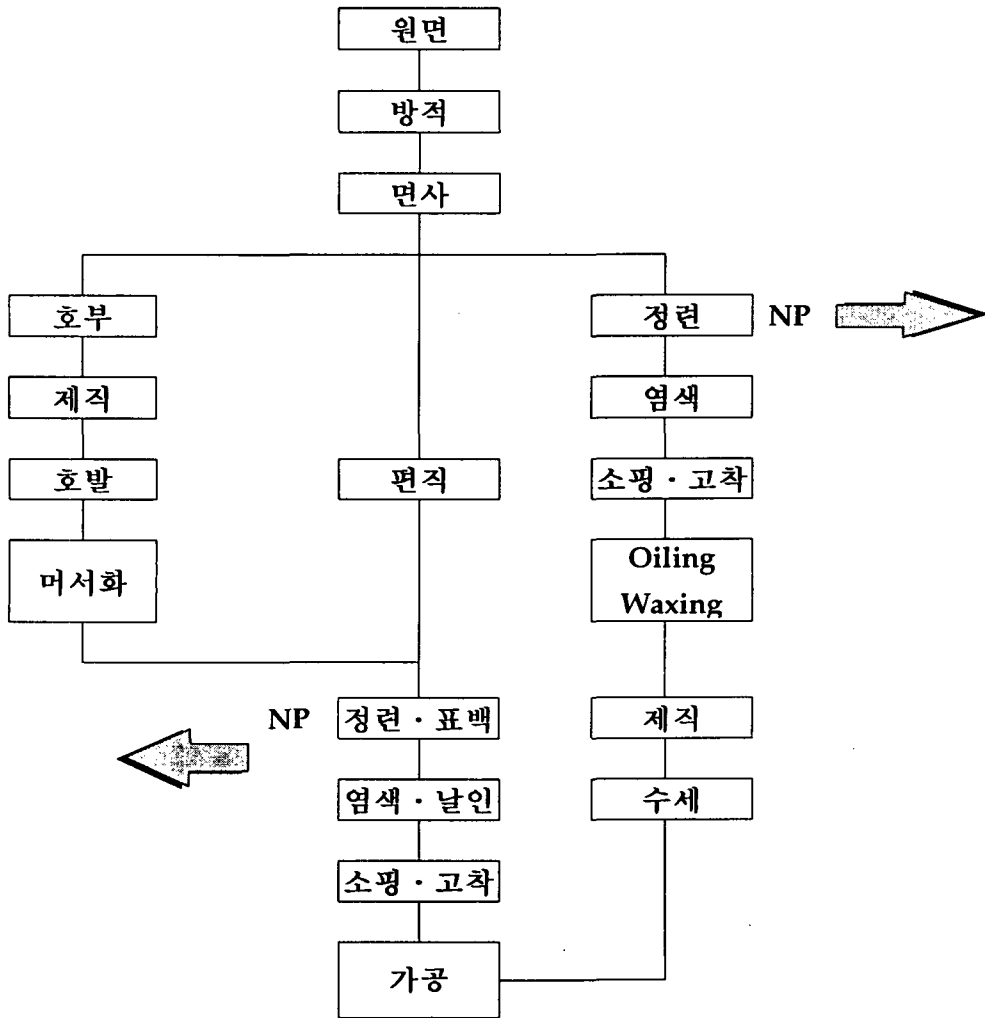 원면
방적
면사
호부
정련
NP
제직
염색
호발
편직
소핑 · 고착
머서화
Oiling
Waxing
NP
정련 · 표백
제직
염색 · 날인
수세
소핑 · 고착
가공